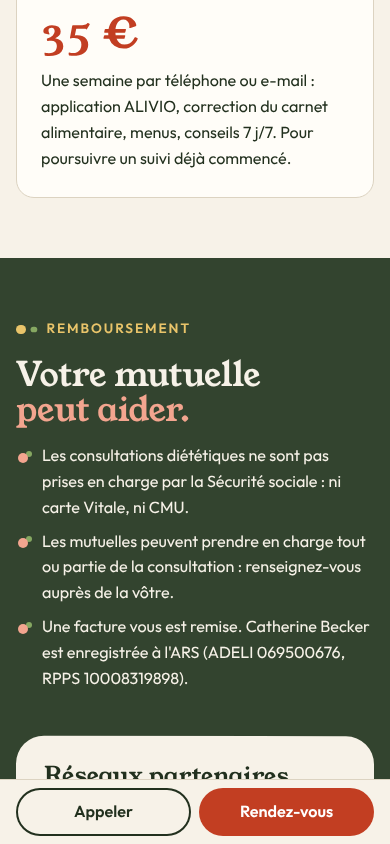 35 €
Une semaine par téléphone ou e-mail :
application ALIVIO, correction du carnet
alimentaire, menus, conseils 7 j/7. Pour
poursuivre un suivi déjà commencé.
REMBOURSEMENT
Votre mutuelle
peut aider.
Les consultations diététiques ne sont pas
prises en charge par la Sécurité sociale : ni
carte Vitale, ni CMU.
Les mutuelles peuvent prendre en charge tout
ou partie de la consultation : renseignez-vous
auprès de la vôtre.
Une facture vous est remise. Catherine Becker
est enregistrée à l'ARS (ADELI 069500676,
RPPS 10008319898).
Réseaux partenaires
Appeler
Rendez-vous